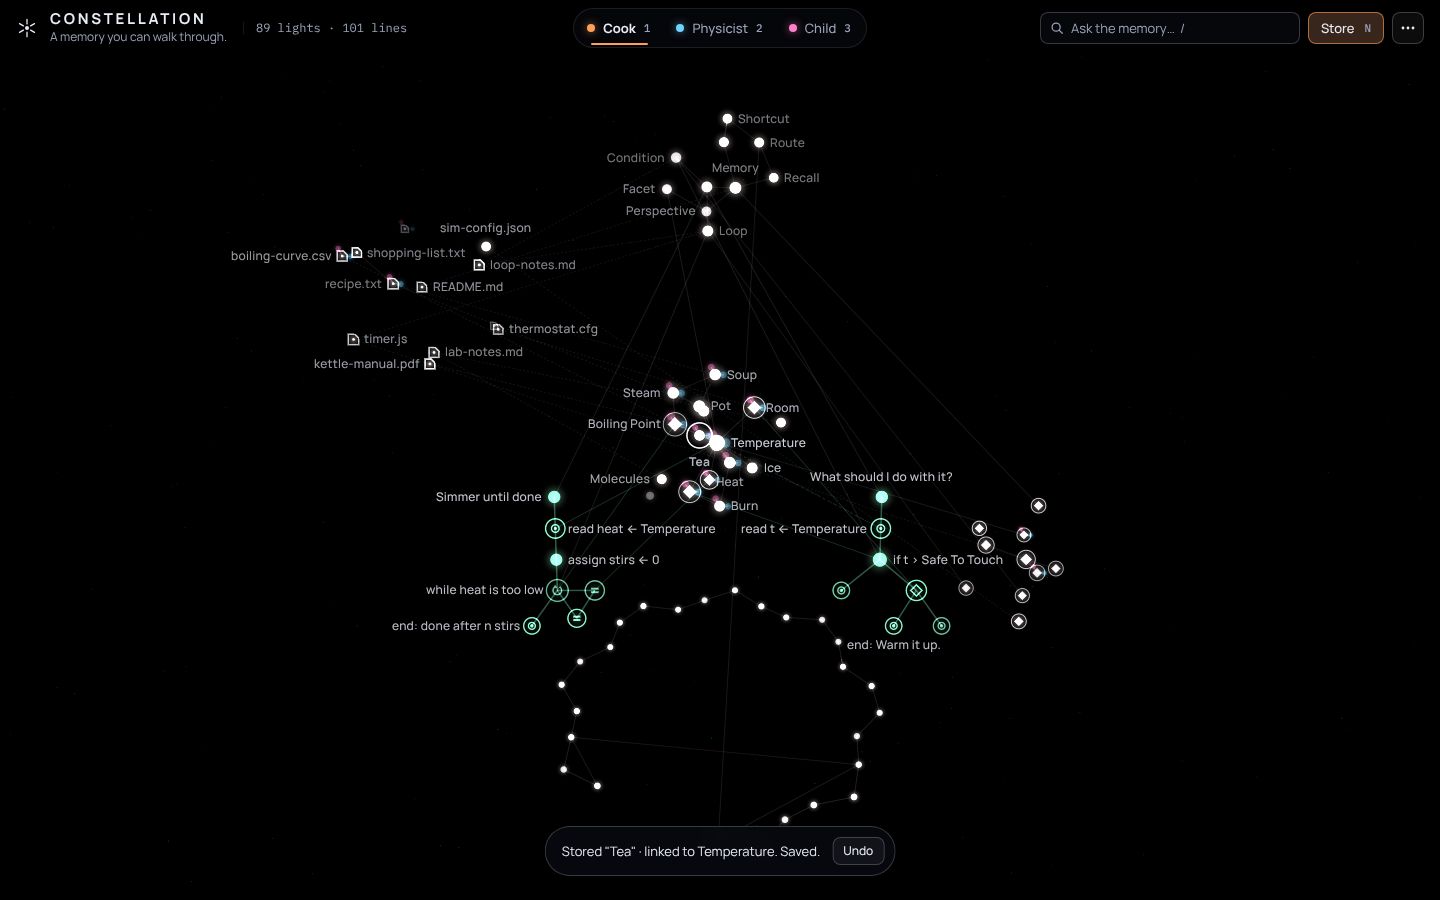 CONSTELLATION
A memory you can walk through.
89 lights · 101 lines
Cook 1
Physicist 2
Child 3
Ask the memory... /
Store N
Shortcut
Route
Condition
Memory
Recall
Facet
Perspective
Loop
sim-config.json
boiling-curve.csv
shopping-list.txt
loop-notes.md
recipe.txt
README.md
thermostat.cfg
timer.js
lab-notes.md
kettle-manual.pdf
Soup
Steam
Pot
Room
Boiling Point
Temperature
Tea
Ice
Molecules
Heat
What should I do with it?
Simmer until done
Burn
read heat ← Temperature
read t ← Temperature
assign stirs ← 0
if t > Safe To Touch
while heat is too low
end: done after n stirs
end: Warm it up.
Stored "Tea" · linked to Temperature. Saved.
Undo